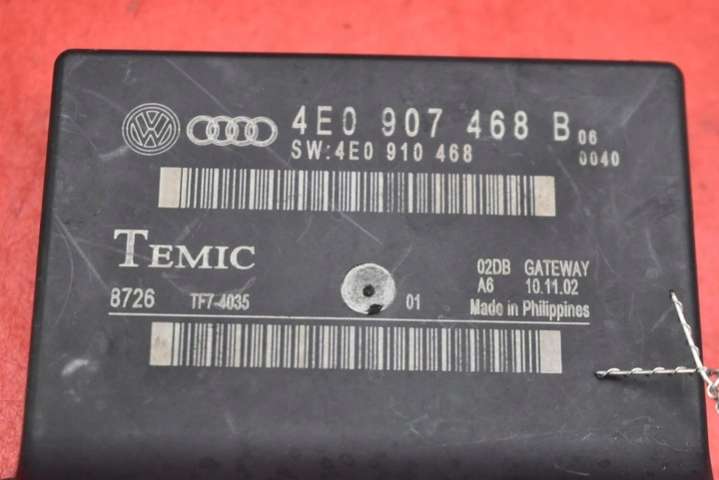 4E0 907 468 B 06
SW:4E0 910 468 0040
TEMIC
02DB GATEWAY
A6 10.11.02
8726 TF7-4035 01 Made in Philippines